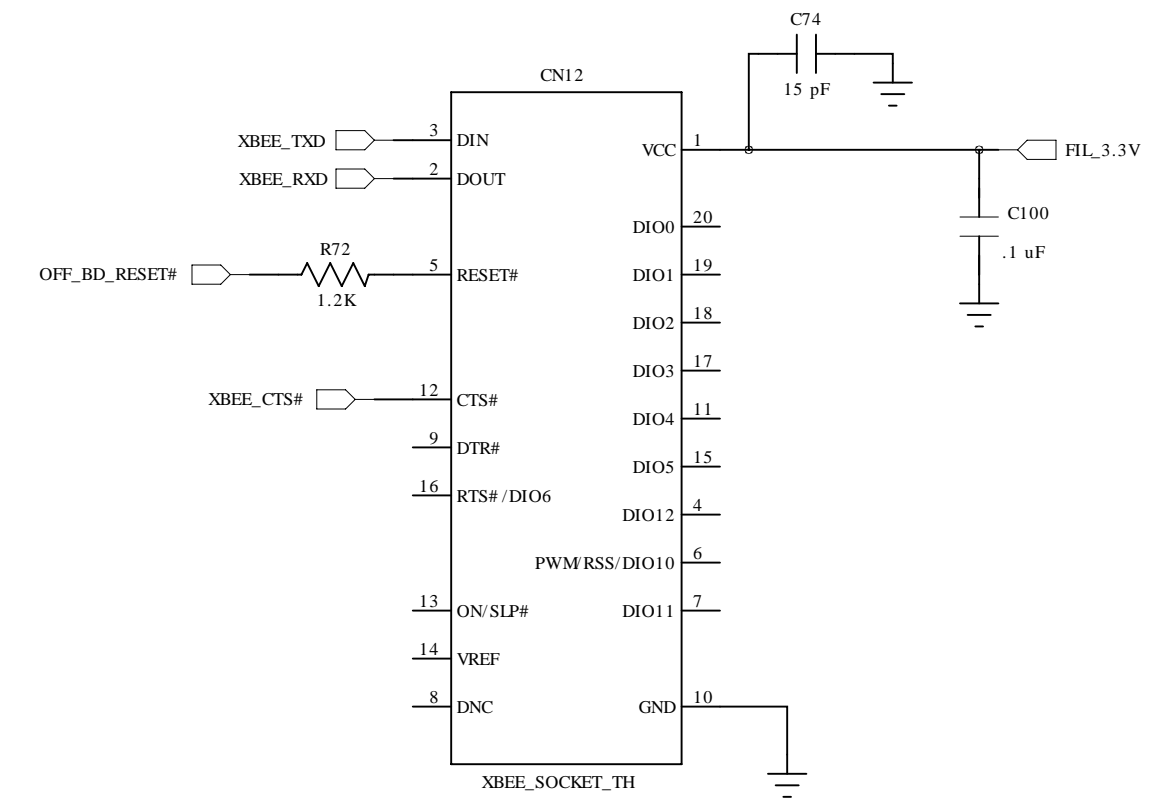 C74
15 pF
CN12
XBEE_TXD 3 DIN
VCC 1 FIL_3.3V
XBEE_RXD 2 DOUT
DIO0 20
C100
.1 uF
R72
OFF_BD_RESET# 5 RESET#
1.2K
DIO1 19
DIO2 18
DIO3 17
XBEE_CTS# 12 CTS#
DIO4 11
9 DTR#
DIO5 15
16 RTS#/DIO6
DIO12 4
PWM/RSS/DIO10 6
13 ON/SLP#
DIO11 7
14 VREF
8 DNC
GND 10
XBEE_SOCKET_TH